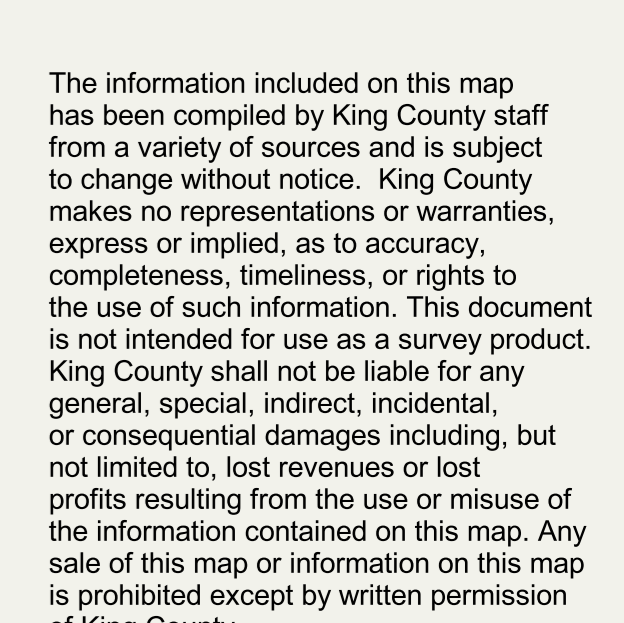 The information included on this map
has been compiled by King County staff
from a variety of sources and is subject
to change without notice.  King County
makes no representations or warranties,
express or implied, as to accuracy,
completeness, timeliness, or rights to
the use of such information. This document
is not intended for use as a survey product.
King County shall not be liable for any
general, special, indirect, incidental,
or consequential damages including, but
not limited to, lost revenues or lost
profits resulting from the use or misuse of
the information contained on this map. Any
sale of this map or information on this map
is prohibited except by written permission
of King County